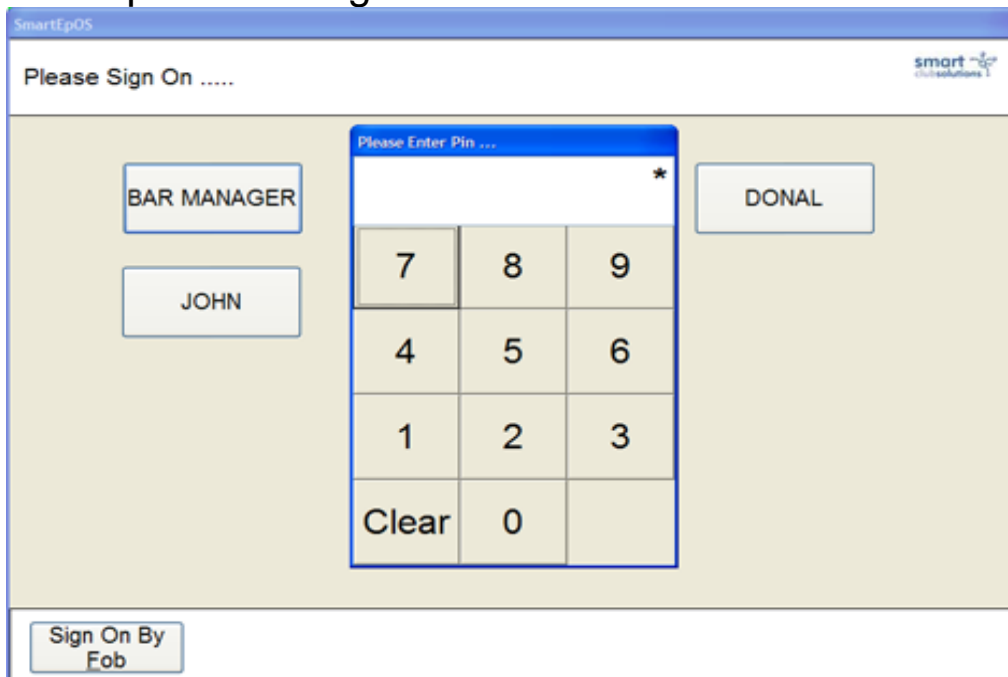 SmartEpOS
Please Sign On .....
smart
clubsolutions
Please Enter Pin ...
*
BAR MANAGER
DONAL
JOHN
7 8 9
4 5 6
1 2 3
Clear 0
Sign On By
Fob